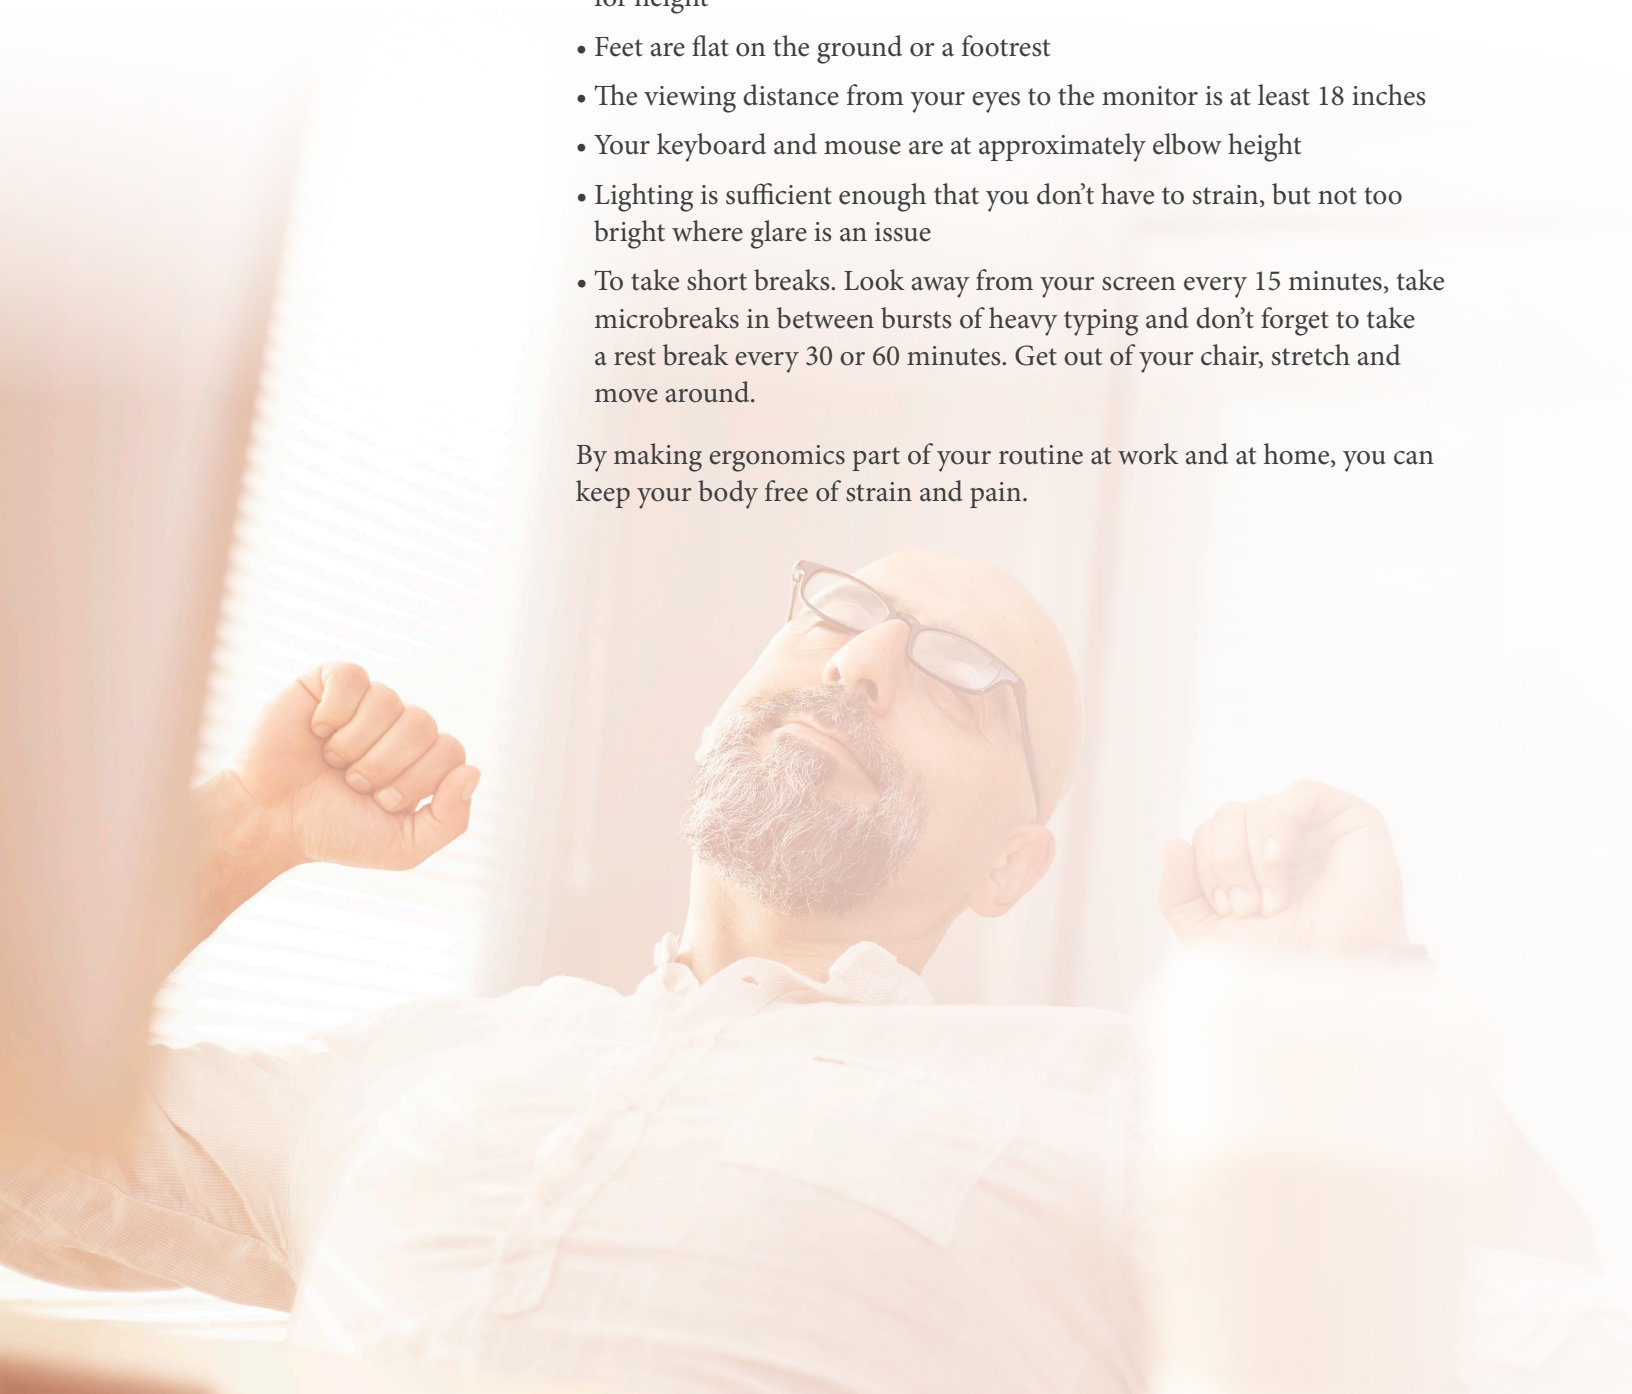 for height
• Feet are flat on the ground or a footrest
• The viewing distance from your eyes to the monitor is at least 18 inches
• Your keyboard and mouse are at approximately elbow height
• Lighting is sufficient enough that you don’t have to strain, but not too
bright where glare is an issue
• To take short breaks. Look away from your screen every 15 minutes, take
microbreaks in between bursts of heavy typing and don’t forget to take
a rest break every 30 or 60 minutes. Get out of your chair, stretch and
move around.
By making ergonomics part of your routine at work and at home, you can
keep your body free of strain and pain.